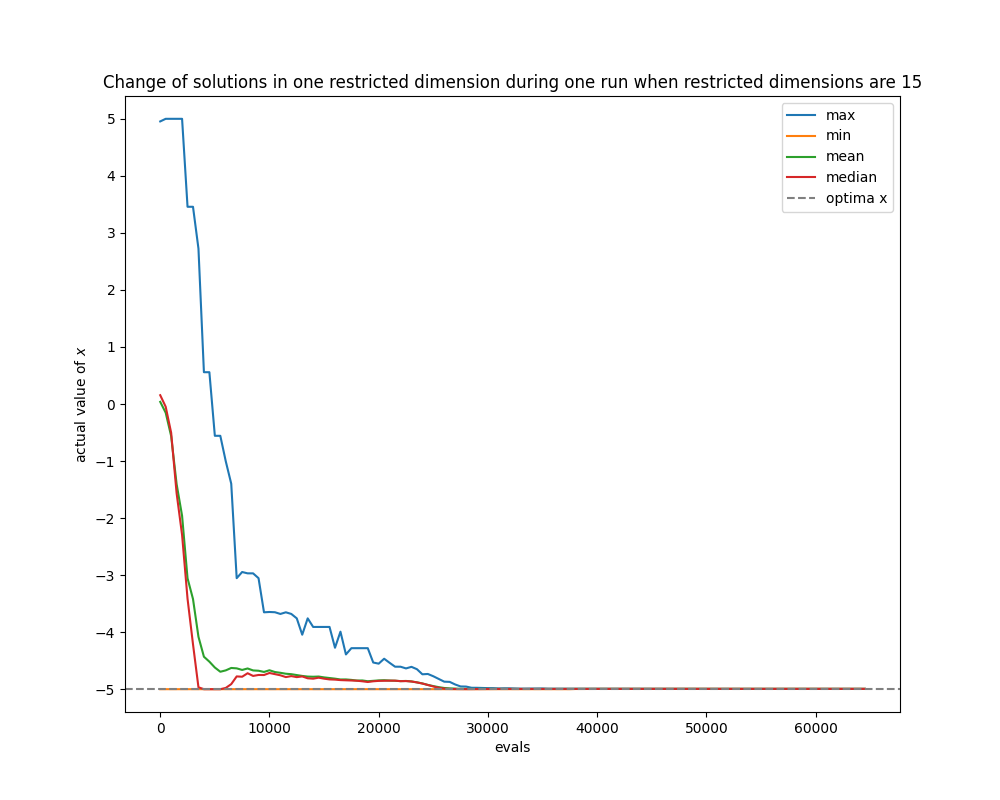 Change of solutions in one restricted dimension during one run when restricted dimensions are 15
max
min
mean
median
optima x
actual value of x
5
4
3
2
1
0
−1
−2
−3
−4
−5
0 10000 20000 30000 40000 50000 60000
evals